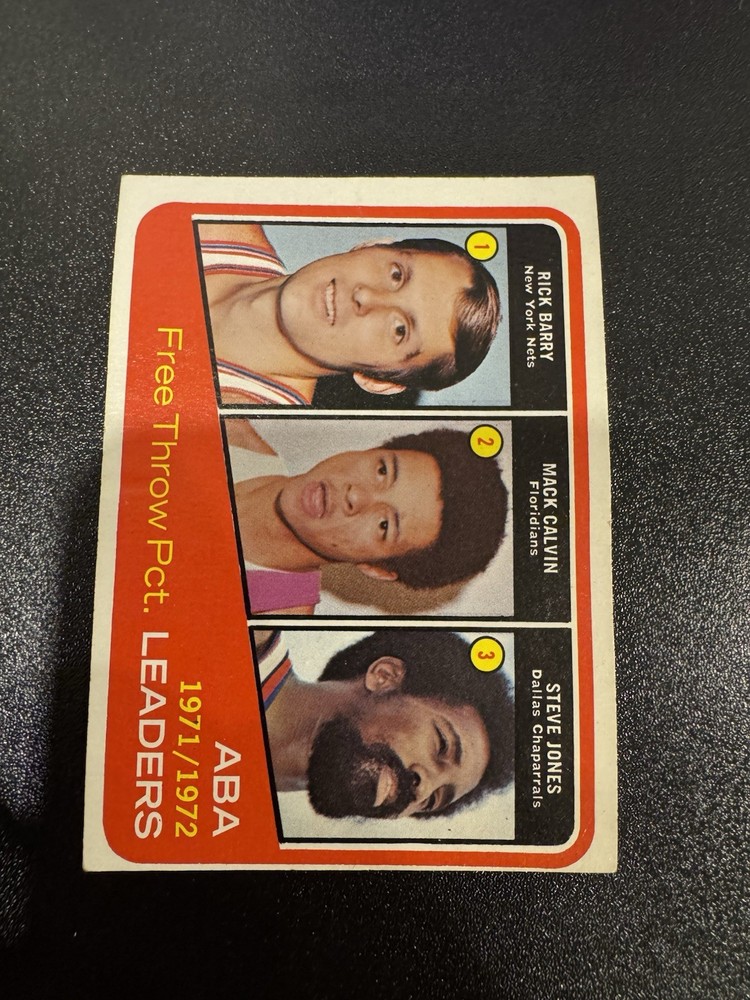 RICK BARRY
New York Nets
1
MACK CALVIN
Floridians
2
STEVE JONES
Dallas Chaparrals
3
ABA
1971/1972
Free Throw Pct. LEADERS